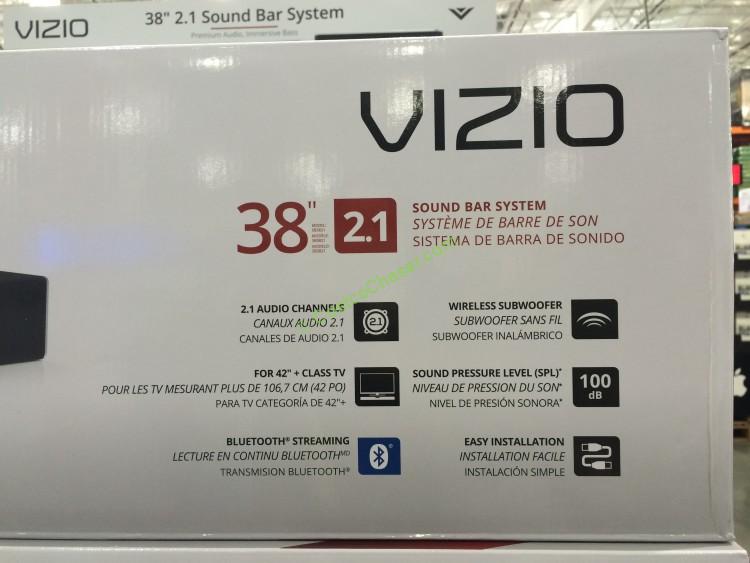 VIZIO
38" 2.1 Sound Bar System
Premium Audio, Immersive Bass
VIZIO
38" 2.1
SOUND BAR SYSTEM
SYSTÈME DE BARRE DE SON
SISTEMA DE BARRA DE SONIDO
2.1 AUDIO CHANNELS
CANAUX AUDIO 2.1
CANALES DE AUDIO 2.1
2.1
WIRELESS SUBWOOFER
SUBWOOFER SANS FIL
SUBWOOFER INALÁMBRICO
FOR 42" + CLASS TV
POUR LES TV MESURANT PLUS DE 106,7 CM (42 PO)
PARA TV CATEGORÍA DE 42"+
SOUND PRESSURE LEVEL (SPL)*
NIVEAU DE PRESSION DU SON*
NIVEL DE PRESIÓN SONORA*
100
dB
BLUETOOTH® STREAMING
LECTURE EN CONTINU BLUETOOTHMD
TRANSMISION BLUETOOTH®
EASY INSTALLATION
INSTALLATION FACILE
INSTALACIÓN SIMPLE